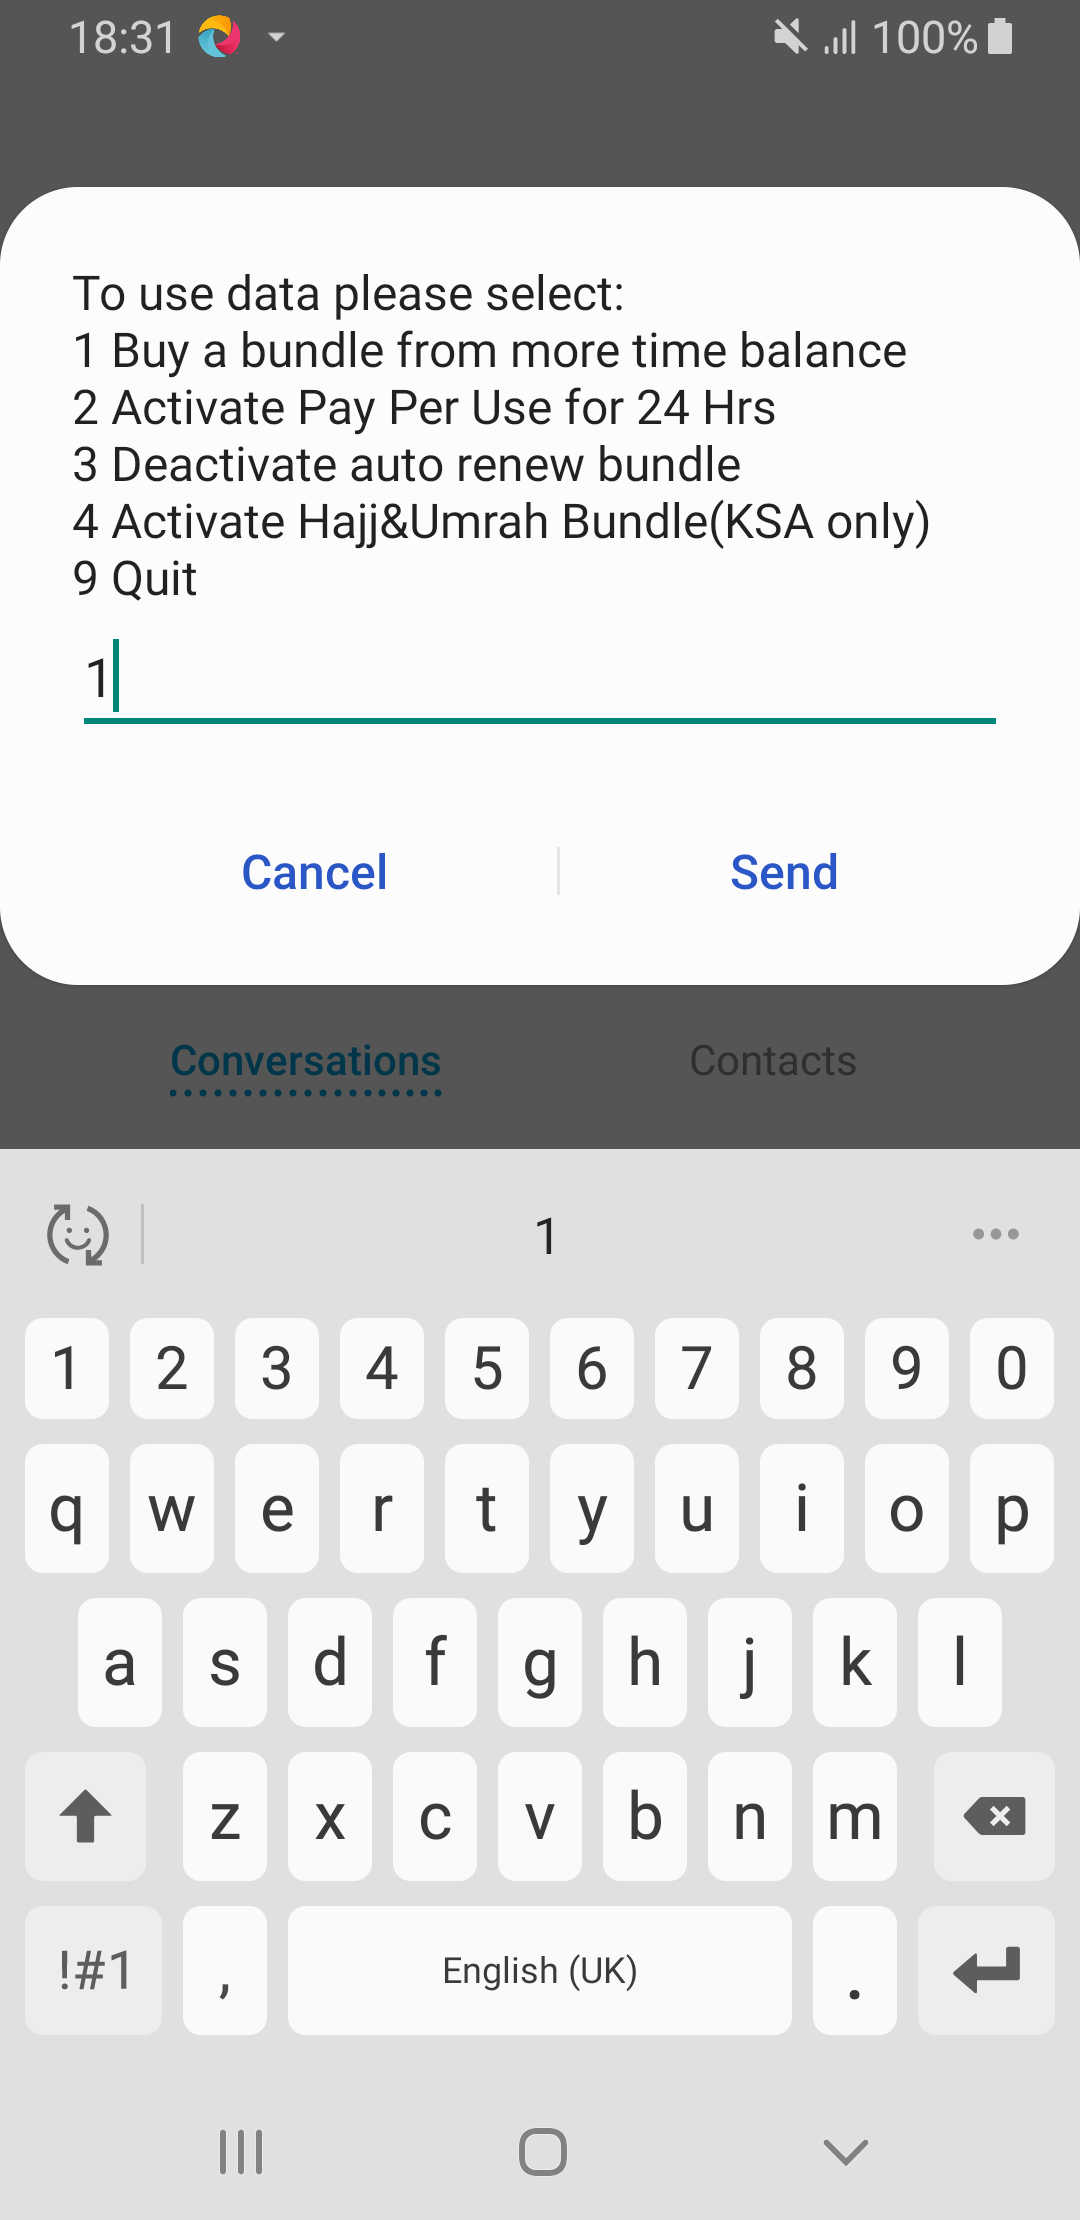 18:31 100%
To use data please select:
1 Buy a bundle from more time balance
2 Activate Pay Per Use for 24 Hrs
3 Deactivate auto renew bundle
4 Activate Hajj&Umrah Bundle(KSA only)
9 Quit
1
Cancel Send
Conversations Contacts
1
1 2 3 4 5 6 7 8 9 0
q w e r t y u i o p
a s d f g h j k l
z x c v b n m
!#1 , English (UK) .